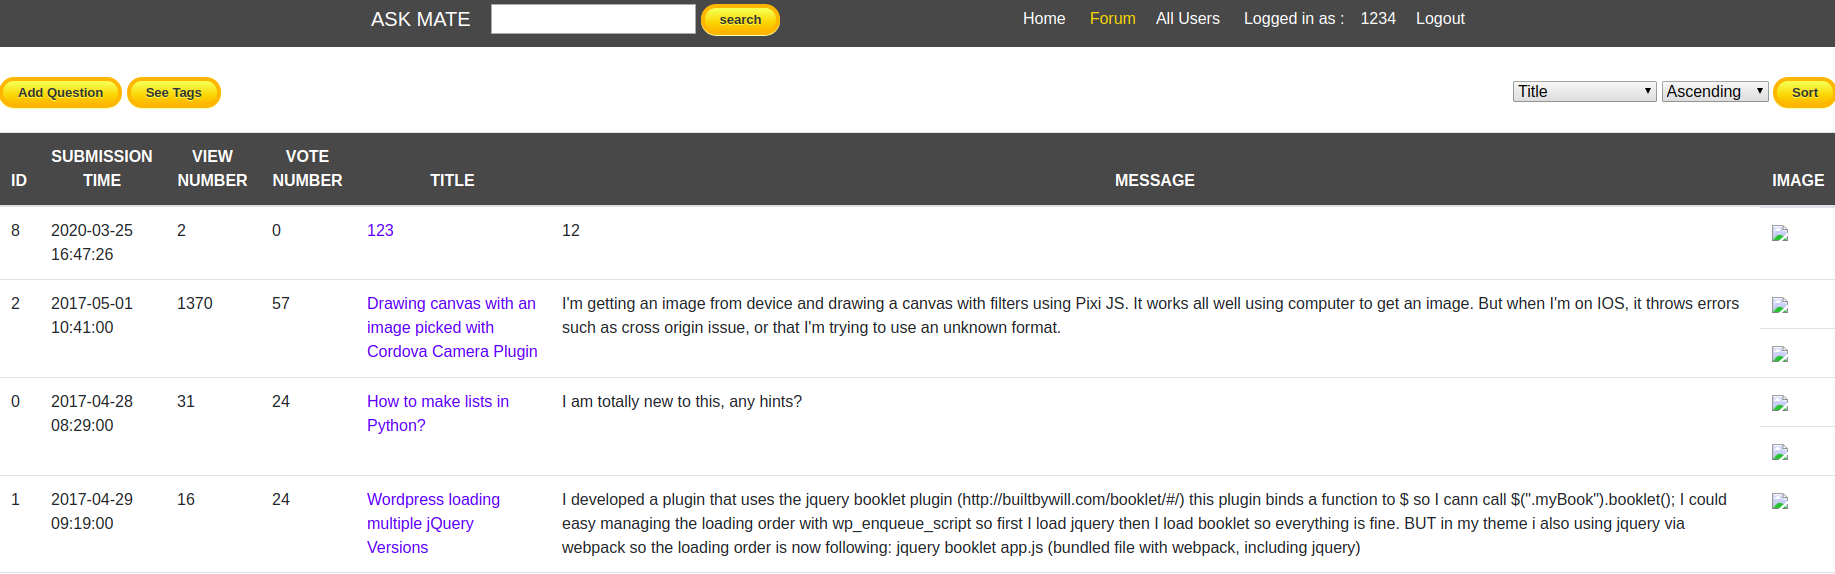 ASK MATE search Home Forum All Users Logged in as : 1234 Logout
Add Question See Tags Title Ascending Sort
SUBMISSION VIEW VOTE
ID TIME NUMBER NUMBER TITLE MESSAGE IMAGE
8 2020-03-25 2 0 123 12
16:47:26
2 2017-05-01 1370 57 Drawing canvas with an I'm getting an image from device and drawing a canvas with filters using Pixi JS. It works all well using computer to get an image. But when I'm on IOS, it throws errors
10:41:00 image picked with such as cross origin issue, or that I'm trying to use an unknown format.
Cordova Camera Plugin
0 2017-04-28 31 24 How to make lists in I am totally new to this, any hints?
08:29:00 Python?
1 2017-04-29 16 24 Wordpress loading I developed a plugin that uses the jquery booklet plugin (http://builtbywill.com/booklet/#/) this plugin binds a function to $ so I cann call $(".myBook").booklet(); I could
09:19:00 multiple jQuery easy managing the loading order with wp_enqueue_script so first I load jquery then I load booklet so everything is fine. BUT in my theme i also using jquery via
Versions webpack so the loading order is now following: jquery booklet app.js (bundled file with webpack, including jquery)